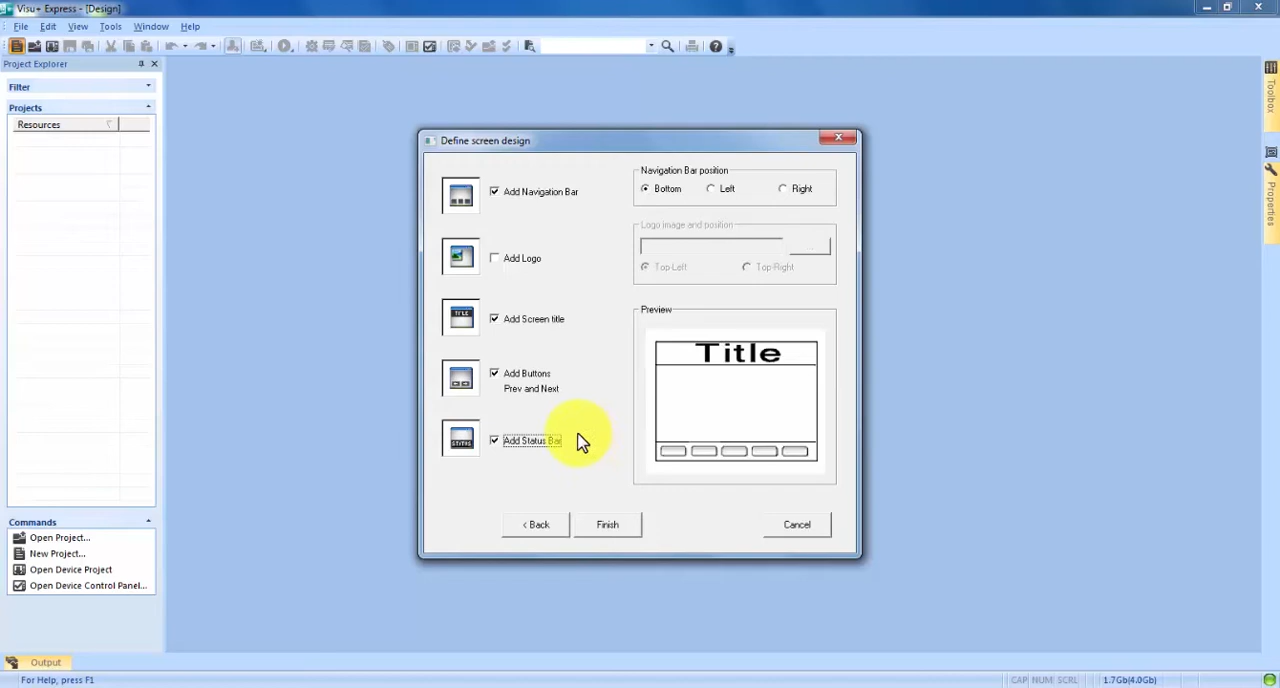 Visu+ Express - [Design]
File Edit View Tools Window Help
Project Explorer
Filter
Projects
Resources
Define screen design
Add Navigation Bar
Navigation Bar position
Bottom Left Right
Add Logo
Logo image and position
...
Top-Left Top-Right
TITLE
Add Screen title
Preview
Title
Add Buttons
Prev and Next
STATUS
Add Status Bar
< Back Finish Cancel
Commands
Open Project...
New Project...
Open Device Project
Open Device Control Panel...
Toolbox
Properties
Output
For Help, press F1
CAP NUM SCRL 1.7Gb(4.0Gb)